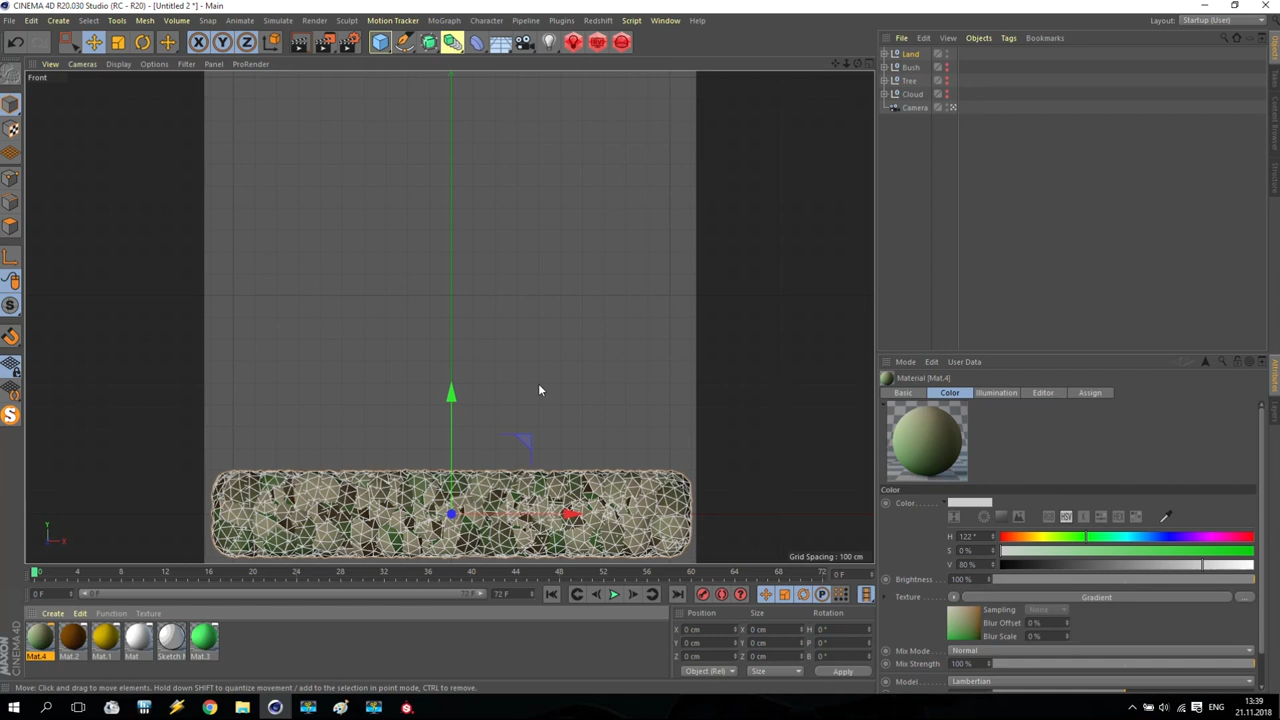 CINEMA 4D R20.030 Studio (RC - R20) - [Untitled 2 *] - Main
File Edit Create Select Tools Mesh Volume Snap Animate Simulate Render Sculpt Motion Tracker MoGraph Character Pipeline Plugins Redshift Script Window Help
Layout: Startup (User)
View Cameras Display Options Filter Panel ProRender
File Edit View Objects Tags Bookmarks
Front
Land
Bush
Tree
Cloud
Camera
Mode Edit User Data
Material [Mat.4]
Basic Color Illumination Editor Assign
Color
Color
H 122 °
S 0 %
V 80 %
Brightness 100 %
Texture Gradient
Sampling None
Blur Offset 0 %
Blur Scale 0 %
Mix Mode Normal
Mix Strength 100 %
Model Lambertian
Y
X
Grid Spacing : 100 cm
0 4 8 12 16 20 24 28 32 36 40 44 48 52 56 60 64 68 72
0 F
0 F 0 F 72 F 72 F
Create Edit Function Texture
Mat.4 Mat.2 Mat.1 Mat Sketch M Mat.3
Position Size Rotation
X 0 cm X 0 cm H 0 °
Y 0 cm Y 0 cm P 0 °
Z 0 cm Z 0 cm B 0 °
Object (Rel) Size Apply
MAXON CINEMA 4D
Move: Click and drag to move elements. Hold down SHIFT to quantize movement / add to the selection in point mode, CTRL to remove.
ENG
13:39
21.11.2018